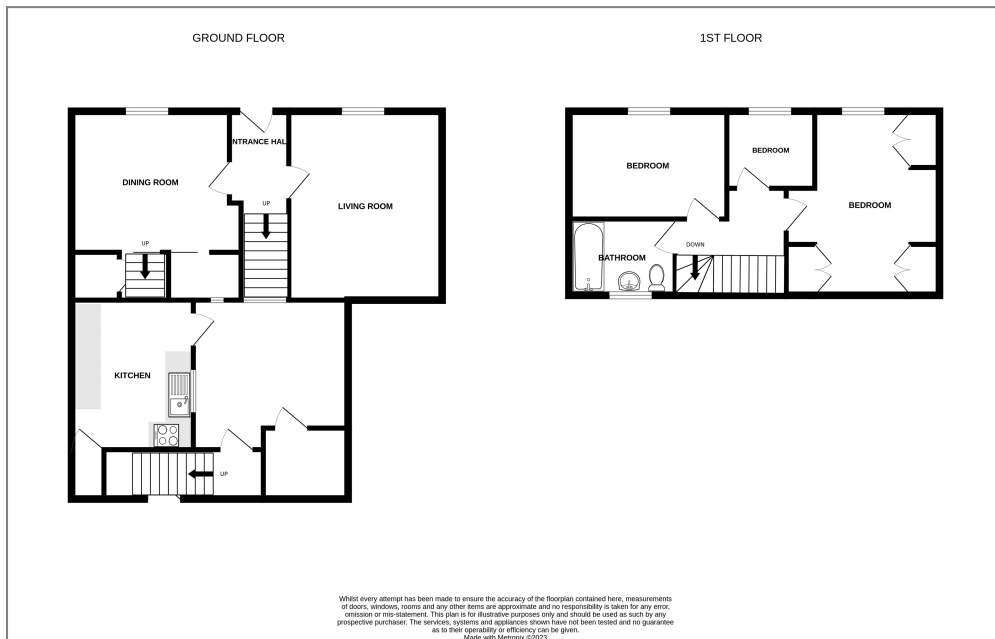 GROUND FLOOR
1ST FLOOR
NTRANCE HAL
DINING ROOM
UP
LIVING ROOM
UP
KITCHEN
UP
BEDROOM
BEDROOM
BEDROOM
DOWN
BATHROOM
Whilst every attempt has been made to ensure the accuracy of the floorplan contained here, measurements
of doors, windows, rooms and any other items are approximate and no responsibility is taken for any error,
omission or mis-statement. This plan is for illustrative purposes only and should be used as such by any
prospective purchaser. The services, systems and appliances shown have not been tested and no guarantee
as to their operability or efficiency can be given.
Made with Metropix ©2023